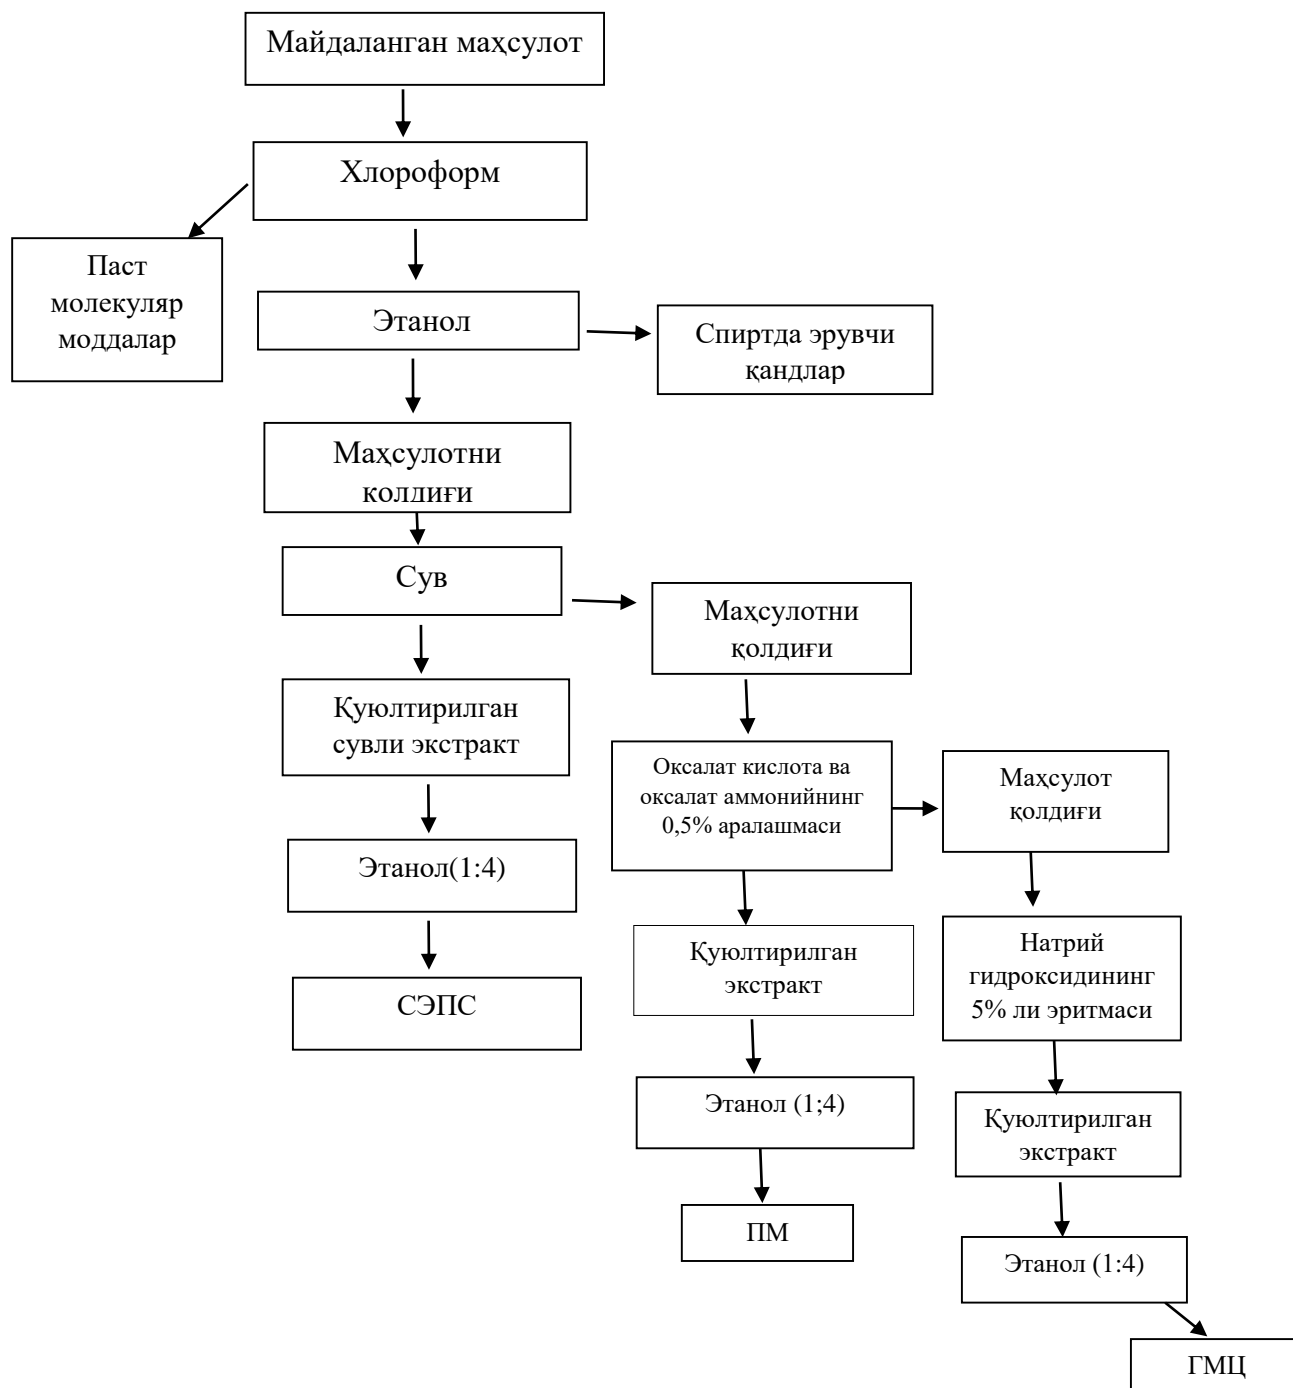 Майдаланган маҳсулот
Хлороформ
Паст
молекуляр
моддалар
Этанол
Спиртда эрувчи
қандлар
Маҳсулотни
қолдиғи
Сув
Маҳсулотни
қолдиғи
Қуюлтирилган
сувли экстракт
Оксалат кислота ва
оксалат аммонийнинг
0,5% аралашмаси
Маҳсулот
қолдиғи
Этанол(1:4)
Қуюлтирилган
экстракт
Натрий
гидроксидининг
5% ли эритмаси
СЭПС
Этанол (1;4)
Қуюлтирилган
экстракт
ПМ
Этанол (1:4)
ГМЦ